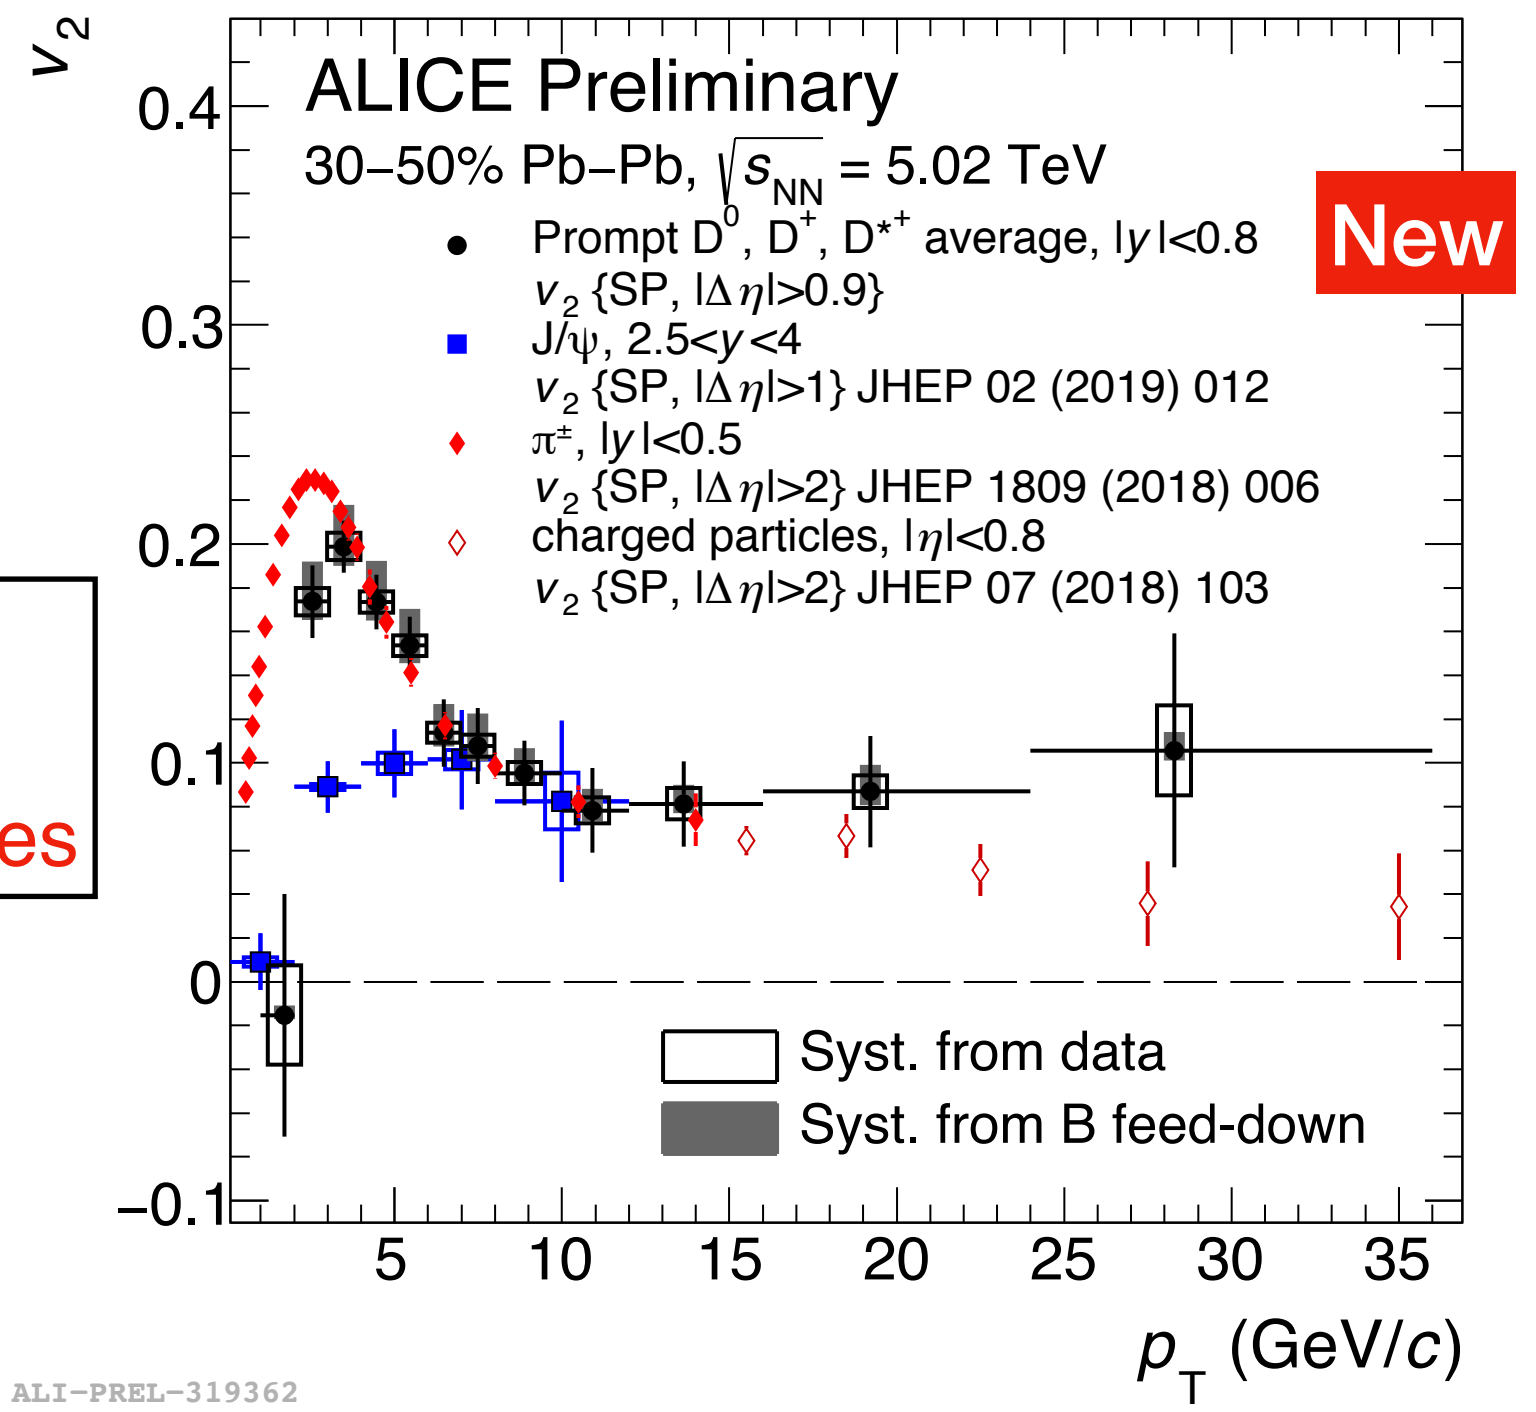 v2
ALICE Preliminary
30−50% Pb−Pb, √sNN = 5.02 TeV
New
Prompt D0, D+, D*+ average, |y|<0.8
v2 {SP, |Δη|>0.9}
J/ψ, 2.5<y<4
v2 {SP, |Δη|>1} JHEP 02 (2019) 012
π±, |y|<0.5
v2 {SP, |Δη|>2} JHEP 1809 (2018) 006
charged particles, |η|<0.8
v2 {SP, |Δη|>2} JHEP 07 (2018) 103
0.4
0.3
0.2
0.1
0
−0.1
es
Syst. from data
Syst. from B feed-down
5 10 15 20 25 30 35
pT (GeV/c)
ALI−PREL−319362